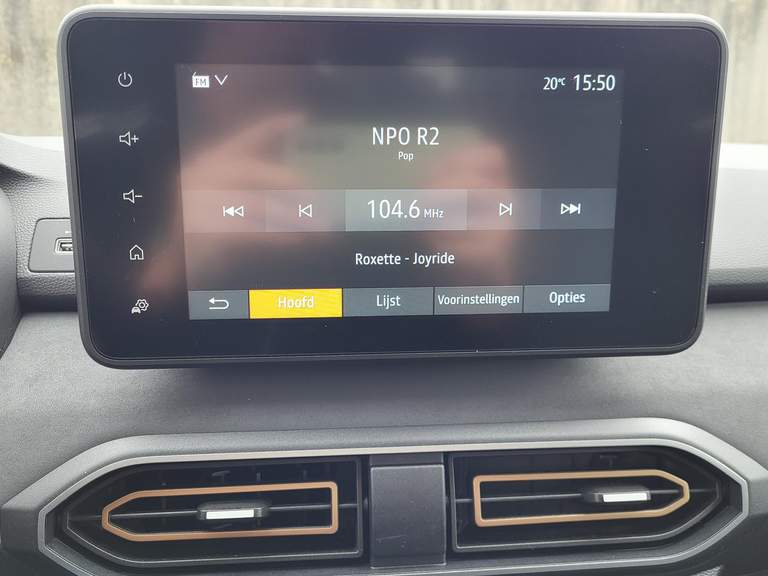 FM 20°C 15:50
NPO R2
Pop
104.6 MHz
Roxette - Joyride
Hoofd Lijst Voorinstellingen Opties